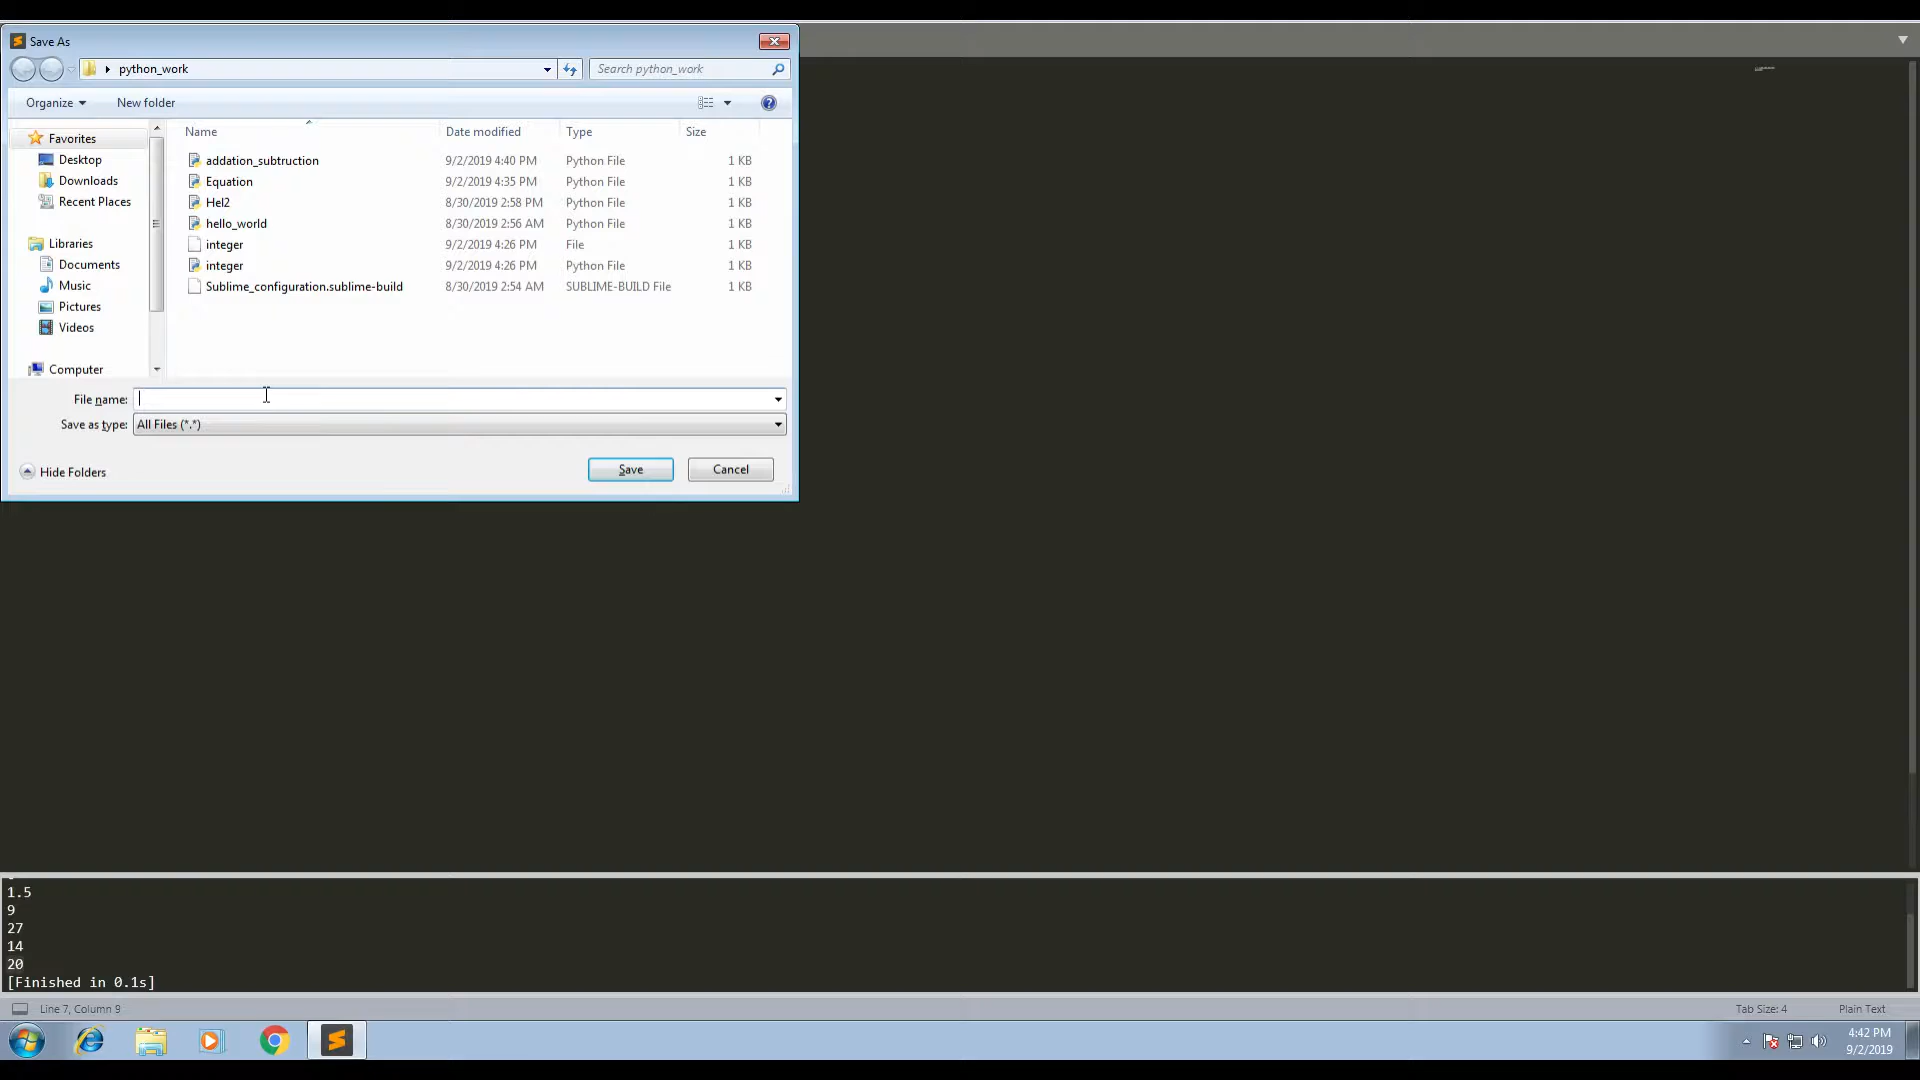 Save As
python_work
Search python_work
Organize
New folder
Name Date modified Type Size
Favorites
Desktop
Downloads
Recent Places
Libraries
Documents
Music
Pictures
Videos
Computer
addation_subtruction 9/2/2019 4:40 PM Python File 1 KB
Equation 9/2/2019 4:35 PM Python File 1 KB
Hel2 8/30/2019 2:58 PM Python File 1 KB
hello_world 8/30/2019 2:56 AM Python File 1 KB
integer 9/2/2019 4:26 PM File 1 KB
integer 9/2/2019 4:26 PM Python File 1 KB
Sublime_configuration.sublime-build 8/30/2019 2:54 AM SUBLIME-BUILD File 1 KB
File name:
Save as type: All Files (*.*)
Hide Folders
Save
Cancel
1.5
9
27
14
20
[Finished in 0.1s]
Line 7, Column 9
Tab Size: 4
Plain Text
4:42 PM
9/2/2019